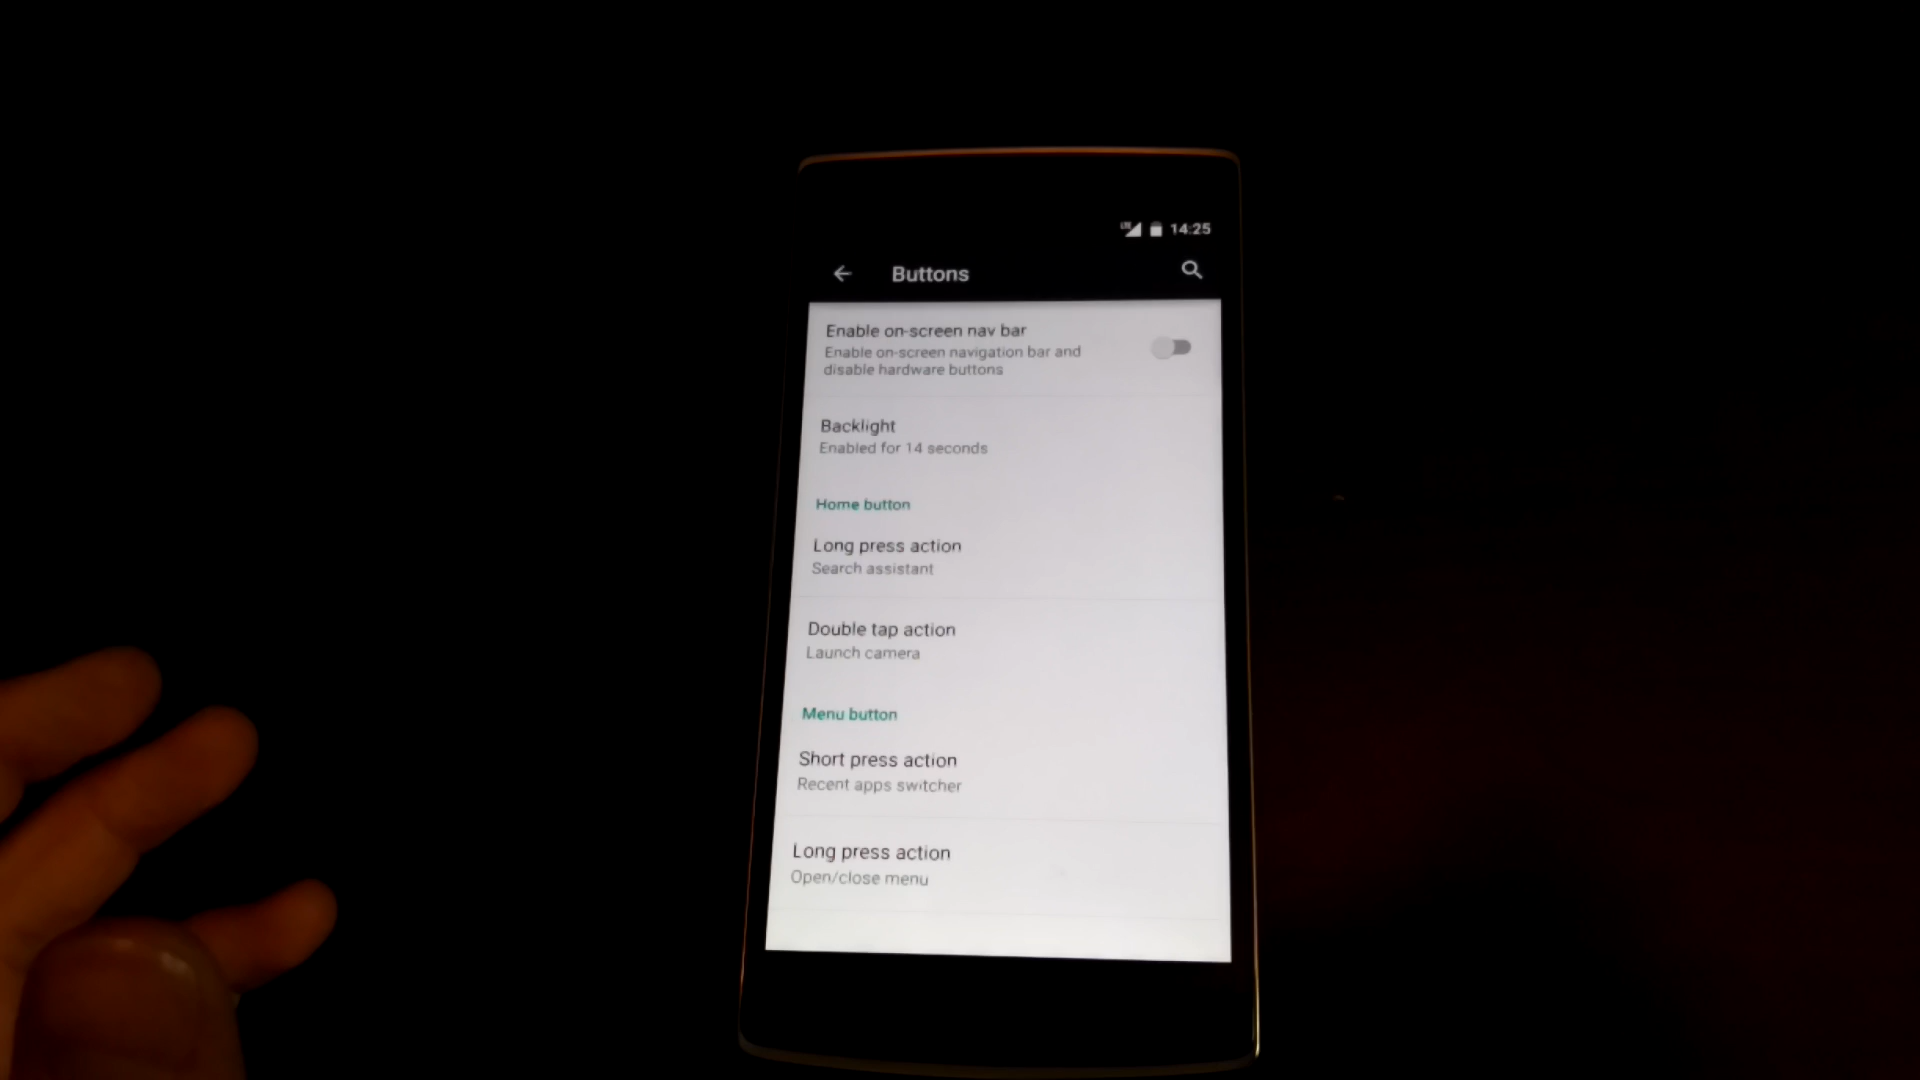 LTE 14:25
Buttons
Enable on-screen nav bar
Enable on-screen navigation bar and
disable hardware buttons
Backlight
Enabled for 14 seconds
Home button
Long press action
Search assistant
Double tap action
Launch camera
Menu button
Short press action
Recent apps switcher
Long press action
Open/close menu